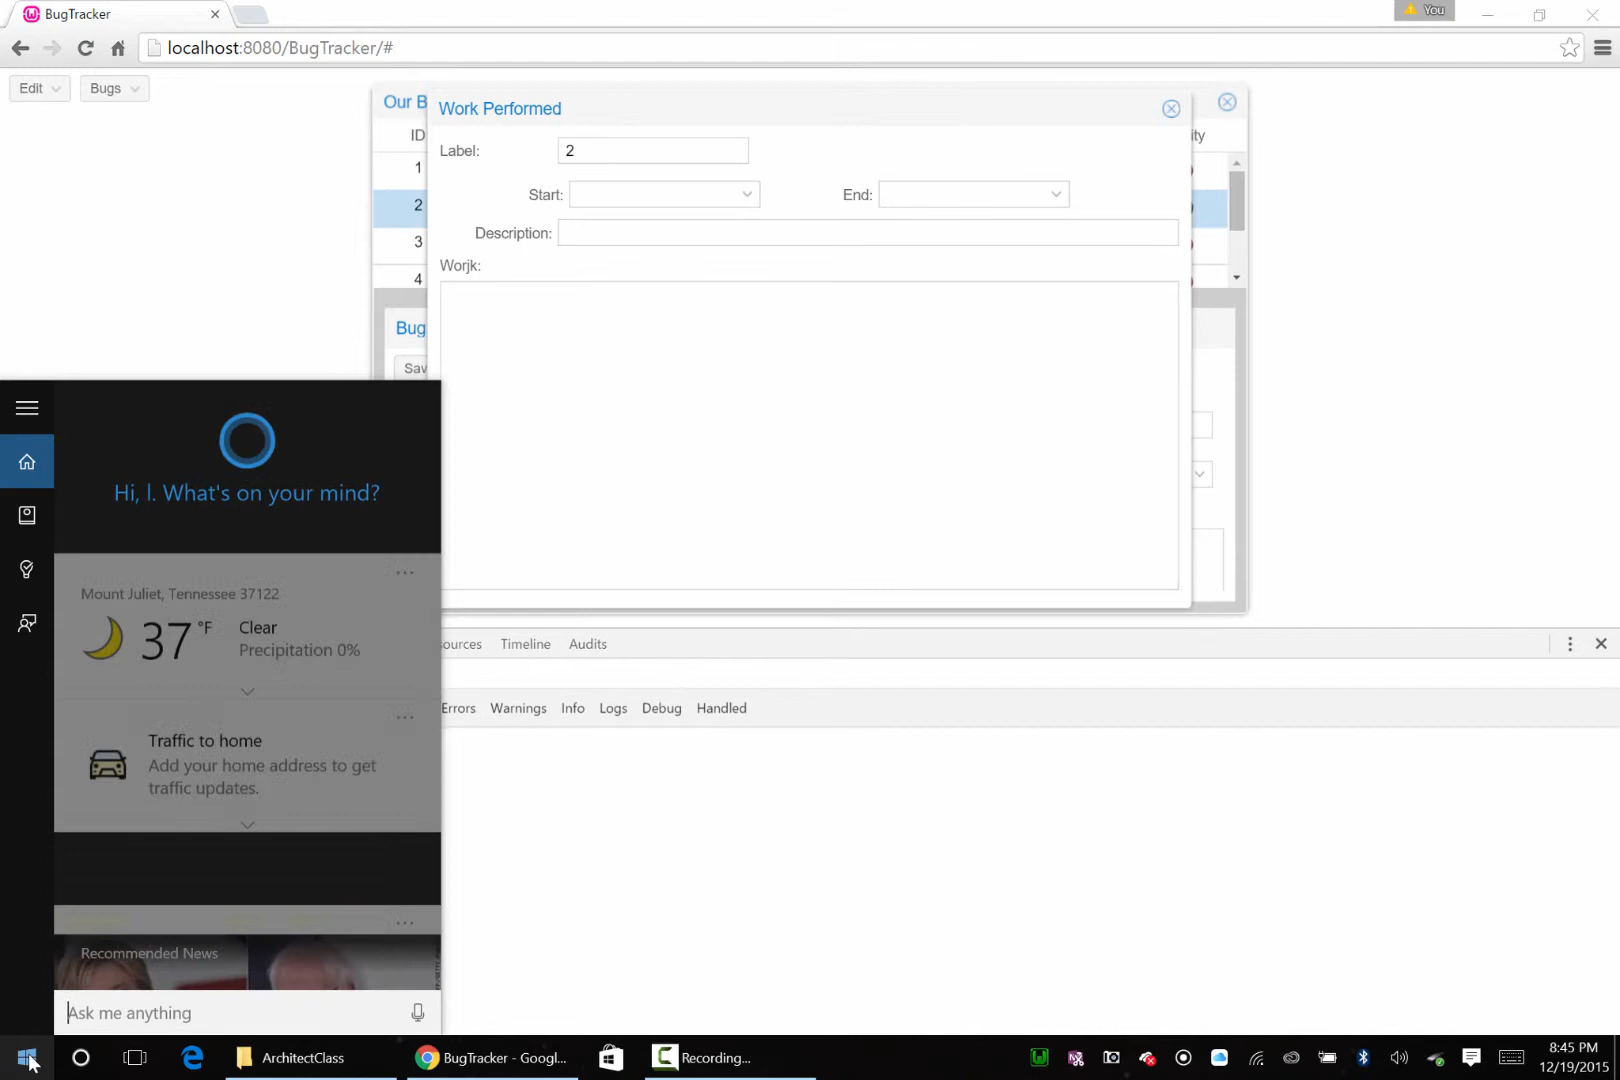 BugTracker
You
localhost:8080/BugTracker/#
Edit
Bugs
Our B
Work Performed
ID
ity
Label:
2
1
Start:
End:
2
Description:
3
Worjk:
4
Bug
Sav
Hi, l. What's on your mind?
Mount Juliet, Tennessee 37122
37 °F
Clear
Precipitation 0%
sources
Timeline
Audits
Errors
Warnings
Info
Logs
Debug
Handled
Traffic to home
Add your home address to get
traffic updates.
Recommended News
Ask me anything
ArchitectClass
BugTracker - Googl...
Recording...
8:45 PM
12/19/2015